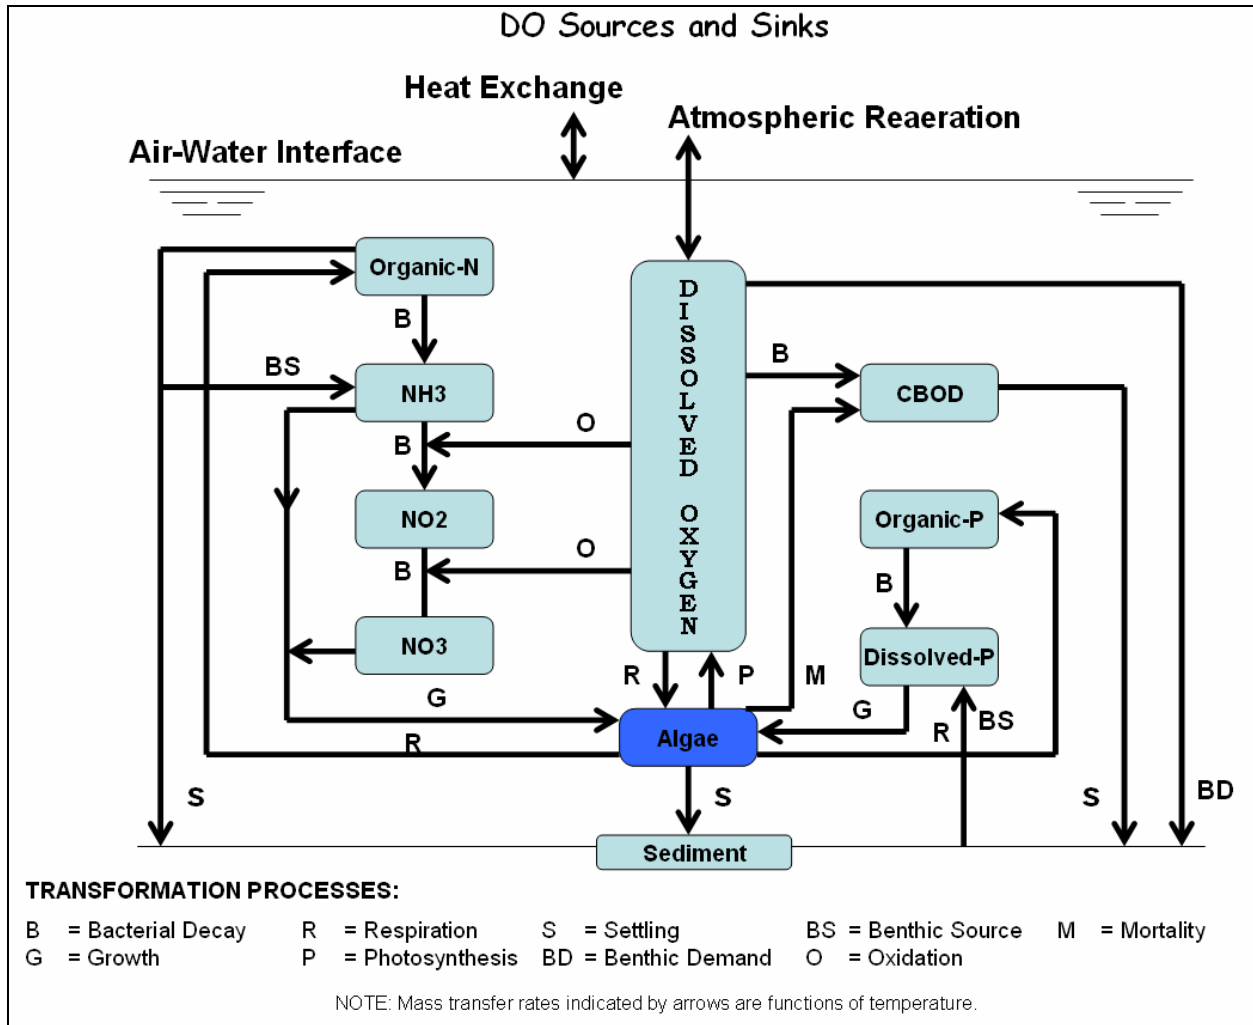 DO Sources and Sinks
Heat Exchange
Atmospheric Reaeration
Air-Water Interface
Organic-N
B
BS
NH3
B
O
NO2
B
O
NO3
G
R
S
DISSOLVED OXYGEN
B
CBOD
Organic-P
B
Dissolved-P
R
P
M
G
R
BS
Algae
S
S
BD
Sediment
TRANSFORMATION PROCESSES:
B = Bacterial Decay R = Respiration S = Settling BS = Benthic Source M = Mortality
G = Growth P = Photosynthesis BD = Benthic Demand O = Oxidation
NOTE: Mass transfer rates indicated by arrows are functions of temperature.